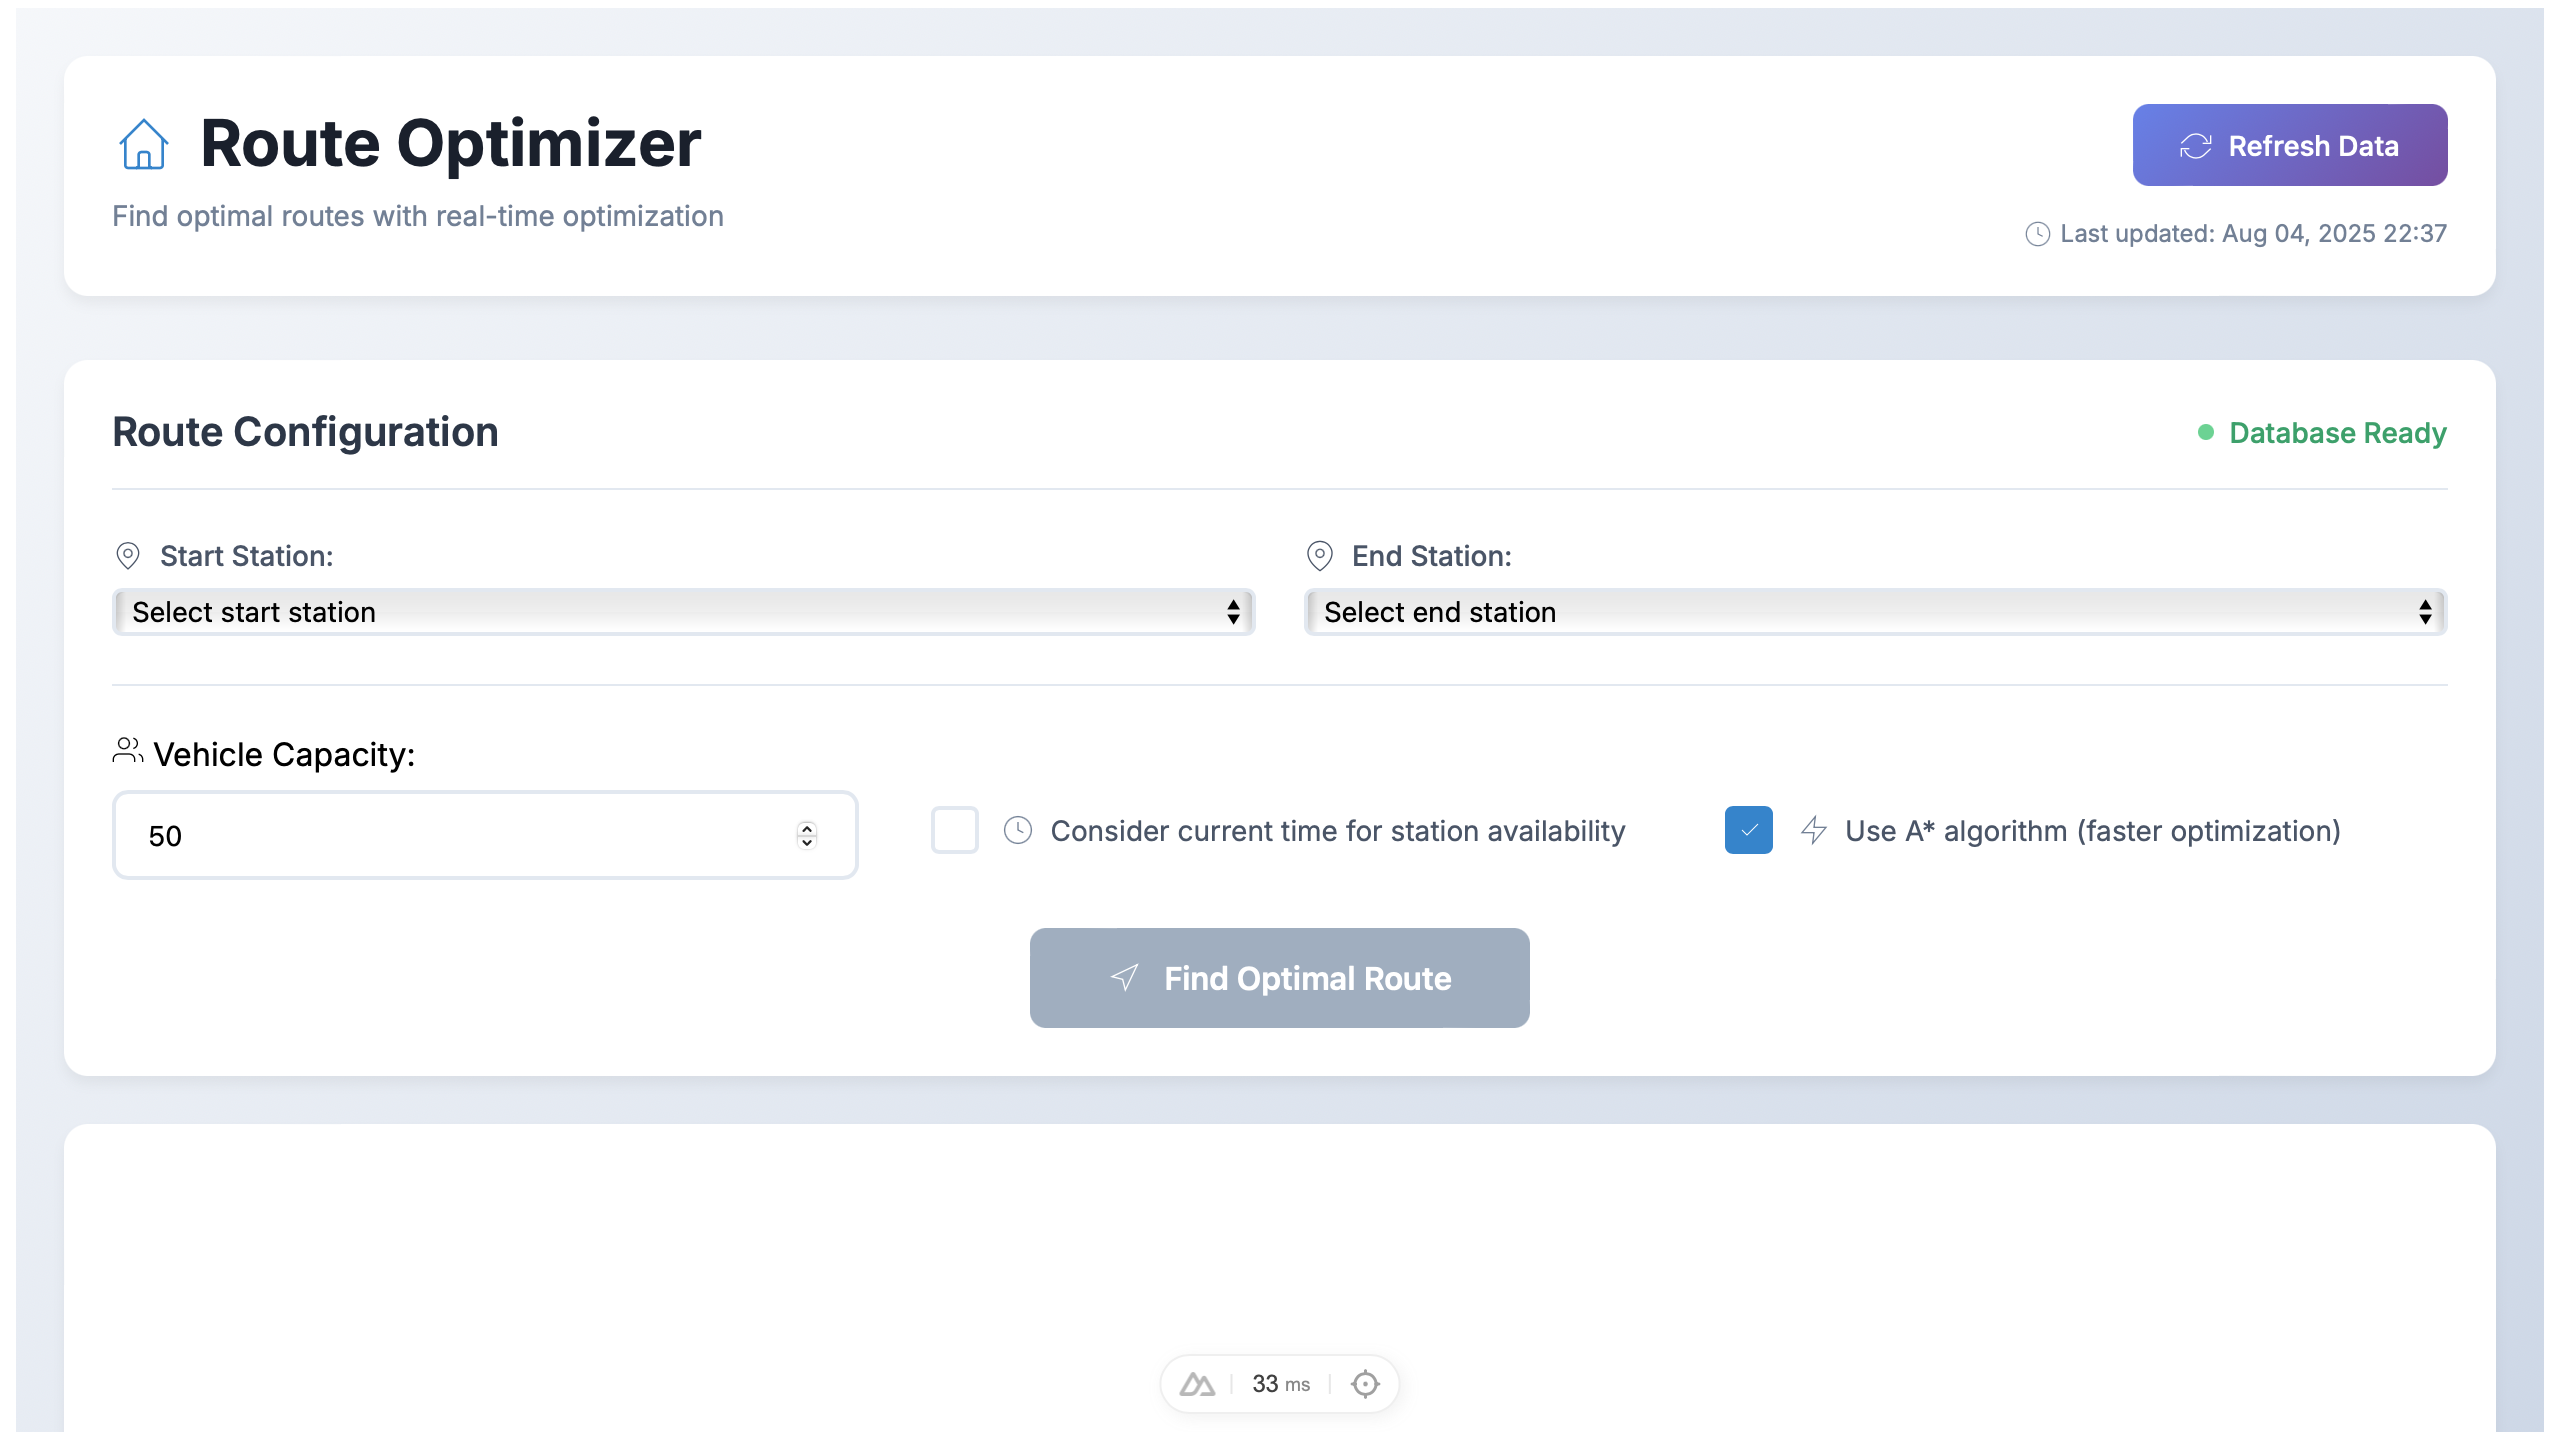 Route Optimizer
Find optimal routes with real-time optimization
Refresh Data
Last updated: Aug 04, 2025 22:37
Route Configuration
Database Ready
Start Station:
Select start station
End Station:
Select end station
Vehicle Capacity:
50
Consider current time for station availability
Use A* algorithm (faster optimization)
Find Optimal Route
33 ms